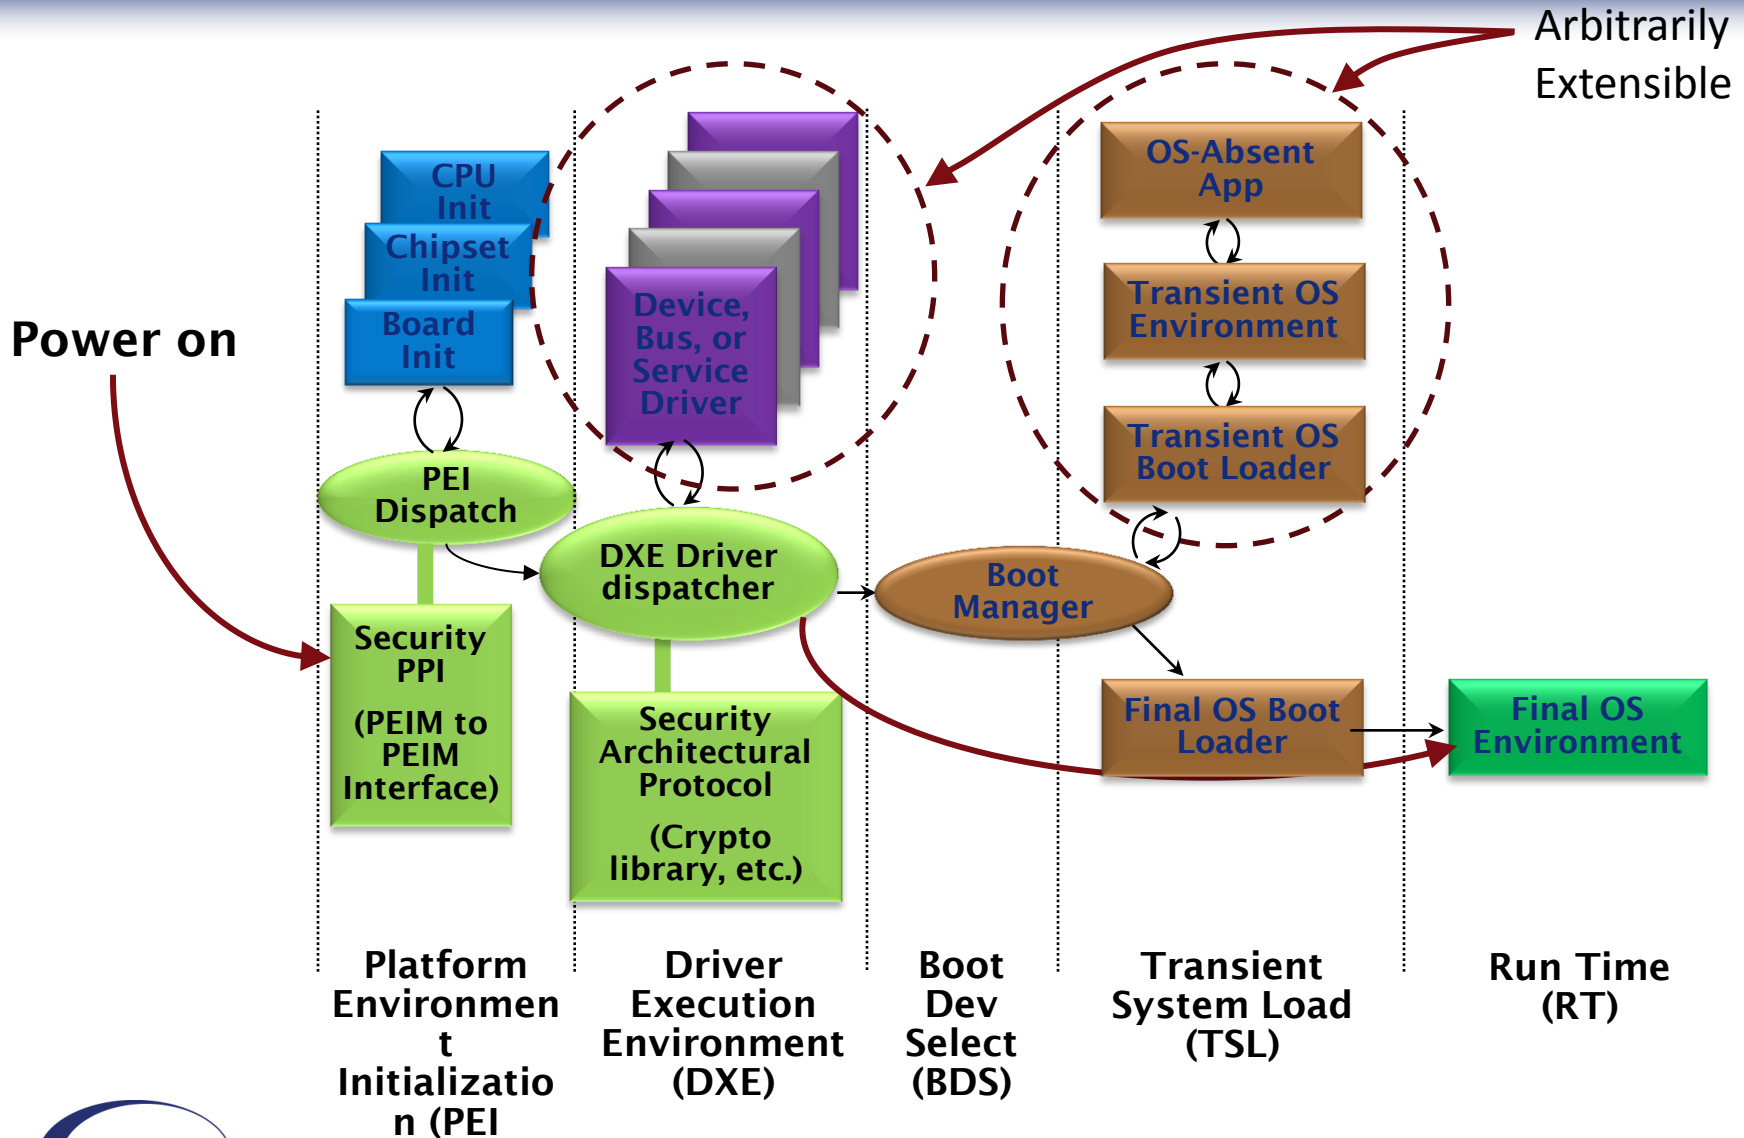 Arbitrarily
Extensible
Power on
CPU
Init
Chipset
Init
Board
Init
PEI
Dispatch
Security
PPI
(PEIM to
PEIM
Interface)
Device,
Bus, or
Service
Driver
DXE Driver
dispatcher
Security
Architectural
Protocol
(Crypto
library, etc.)
Boot
Manager
OS-Absent
App
Transient OS
Environment
Transient OS
Boot Loader
Final OS Boot
Loader
Final OS
Environment
Platform
Environmen
t
Initializatio
n (PEI
Driver
Execution
Environment
(DXE)
Boot
Dev
Select
(BDS)
Transient
System Load
(TSL)
Run Time
(RT)